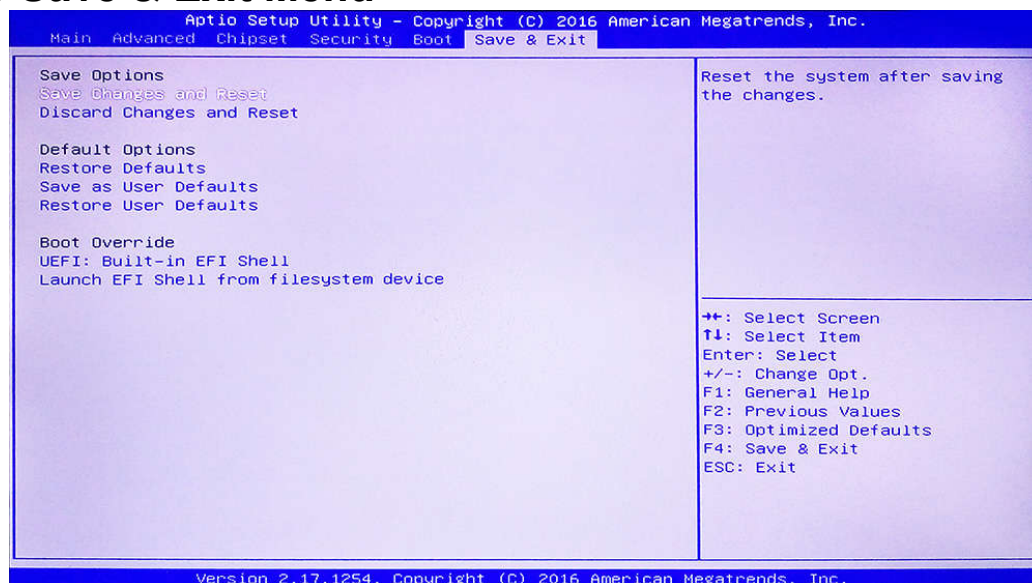 Save & Exit Menu
Aptio Setup Utility – Copyright (C) 2016 American Megatrends, Inc.
Main Advanced Chipset Security Boot Save & Exit
Save Options
Save Changes and Reset
Discard Changes and Reset
Default Options
Restore Defaults
Save as User Defaults
Restore User Defaults
Boot Override
UEFI: Built-in EFI Shell
Launch EFI Shell from filesystem device
Reset the system after saving
the changes.
→←: Select Screen
↑↓: Select Item
Enter: Select
+/-: Change Opt.
F1: General Help
F2: Previous Values
F3: Optimized Defaults
F4: Save & Exit
ESC: Exit
Version 2.17.1254. Copyright (C) 2016 American Megatrends, Inc.